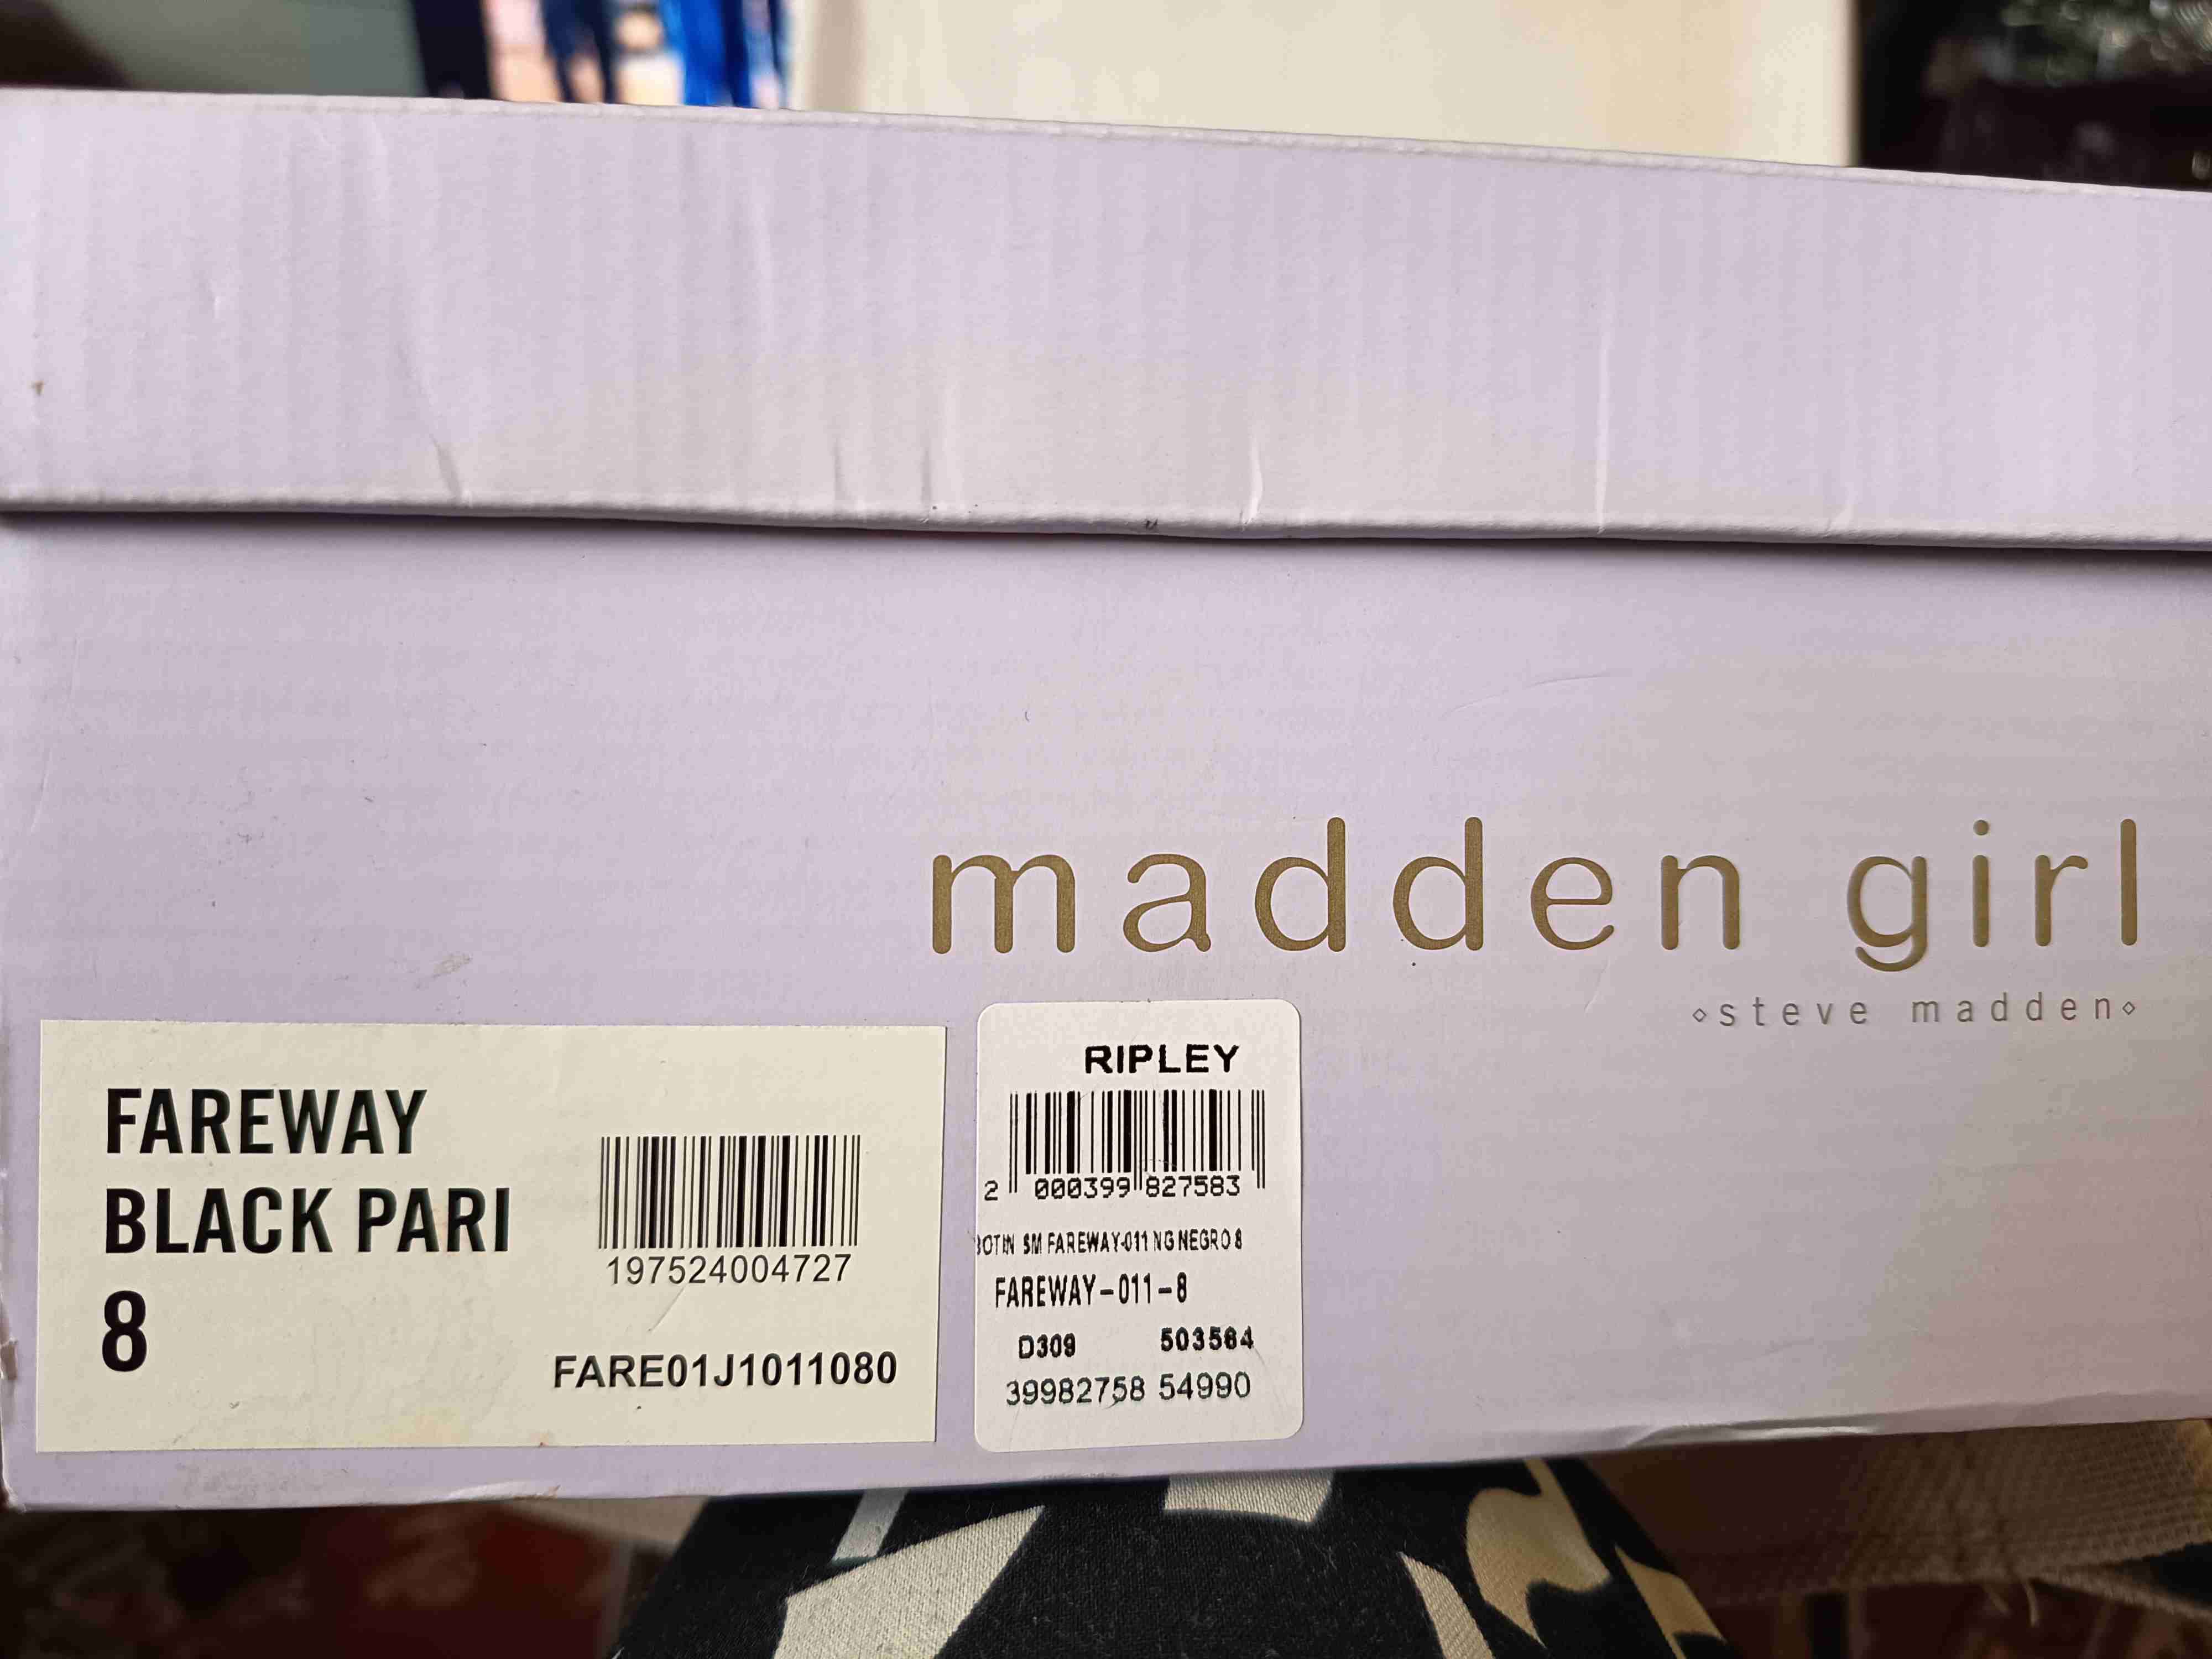 madden girl
⋄steve madden⋄
FAREWAY
BLACK PARI
8
197524004727
FARE01J1011080
RIPLEY
2 000399 827583
BOTIN SM FAREWAY-011 NG NEGRO 8
FAREWAY-011-8
D309 503564
39982758 54990